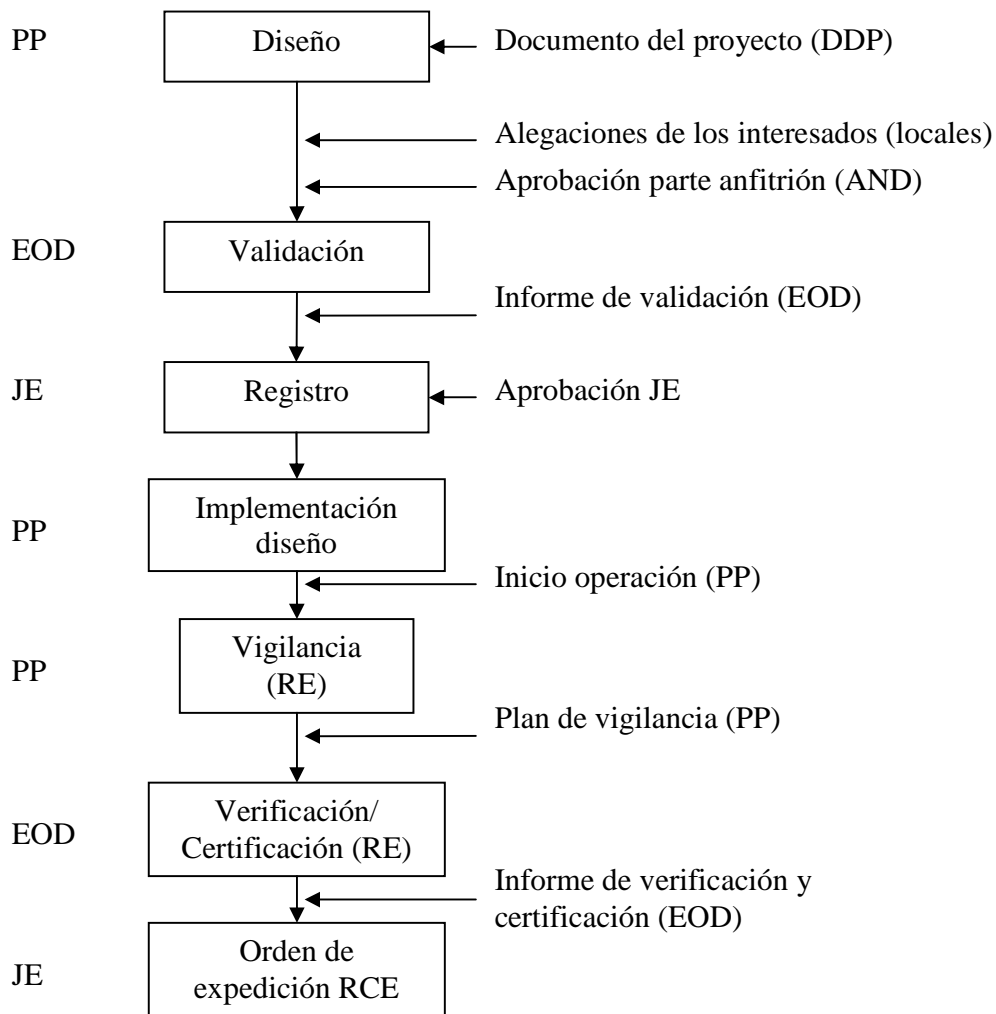 PP
Diseño
Documento del proyecto (DDP)
Alegaciones de los interesados (locales)
Aprobación parte anfitrión (AND)
EOD
Validación
Informe de validación (EOD)
JE
Registro
Aprobación JE
PP
Implementación
diseño
Inicio operación (PP)
PP
Vigilancia
(RE)
Plan de vigilancia (PP)
EOD
Verificación/
Certificación (RE)
Informe de verificación y
certificación (EOD)
JE
Orden de
expedición RCE